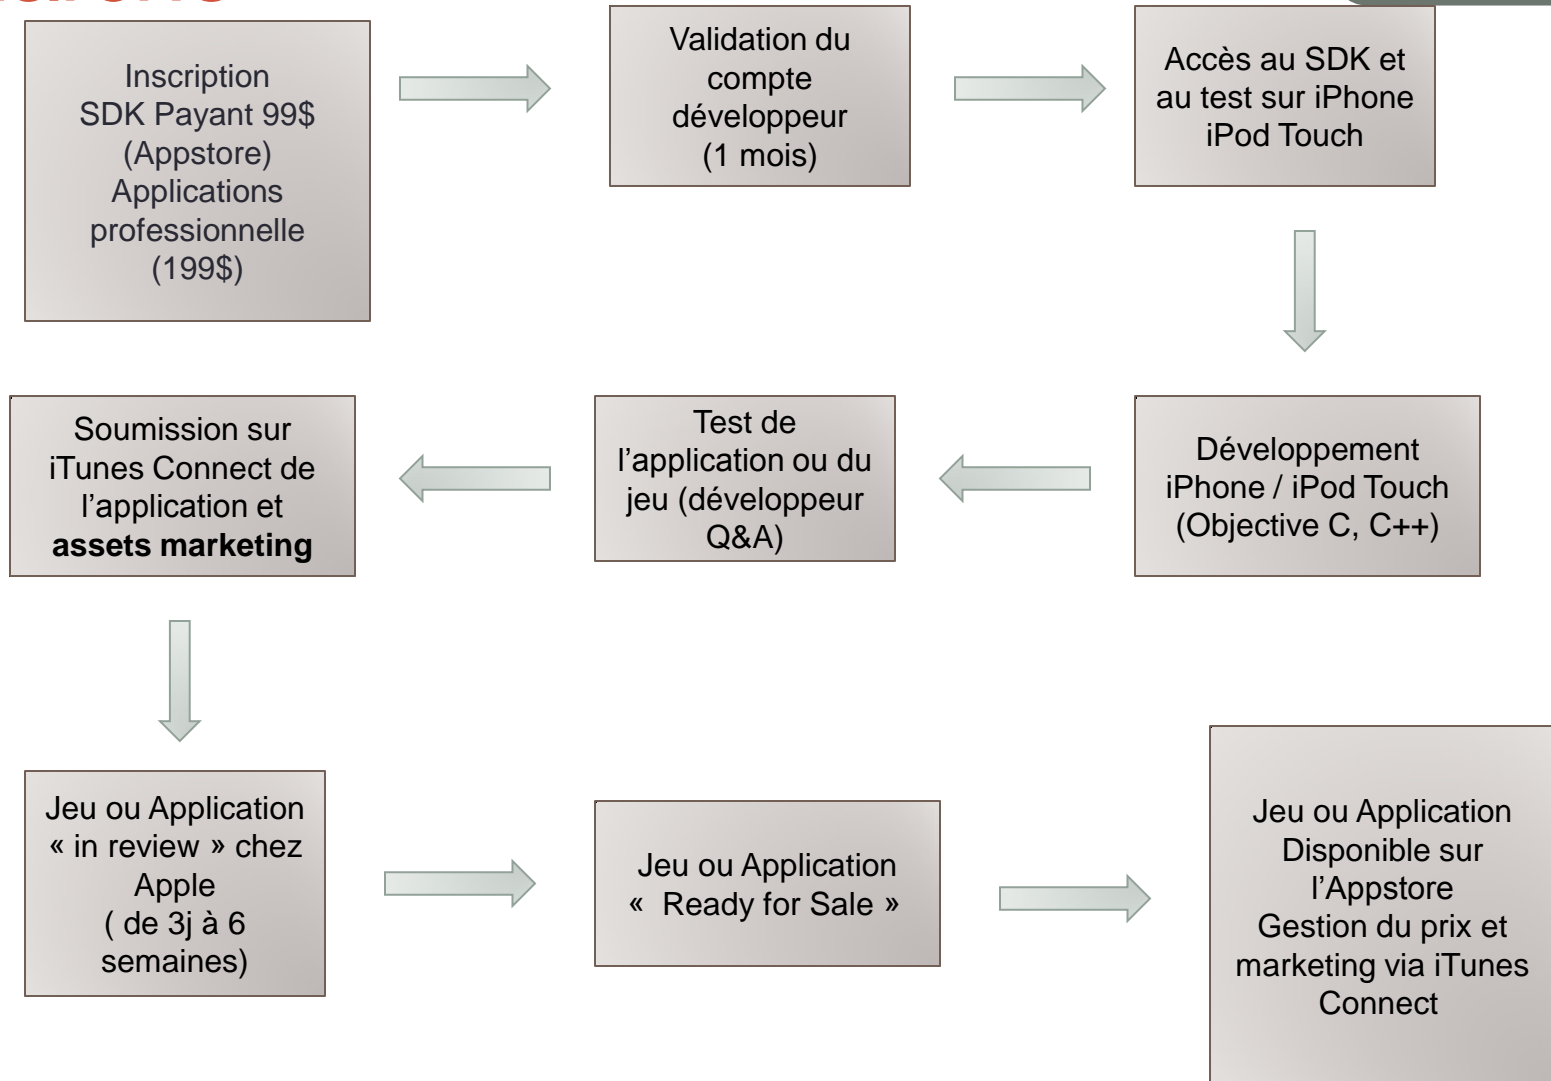 Inscription
SDK Payant 99$
(Appstore)
Applications
professionnelle
(199$)
Validation du
compte
développeur
(1 mois)
Accès au SDK et
au test sur iPhone
iPod Touch
Développement
iPhone / iPod Touch
(Objective C, C++)
Test de
l’application ou du
jeu (développeur
Q&A)
Soumission sur
iTunes Connect de
l’application et
assets marketing
Jeu ou Application
« in review » chez
Apple
( de 3j à 6
semaines)
Jeu ou Application
«  Ready for Sale »
Jeu ou Application
Disponible sur
l’Appstore
Gestion du prix et
marketing via iTunes
Connect